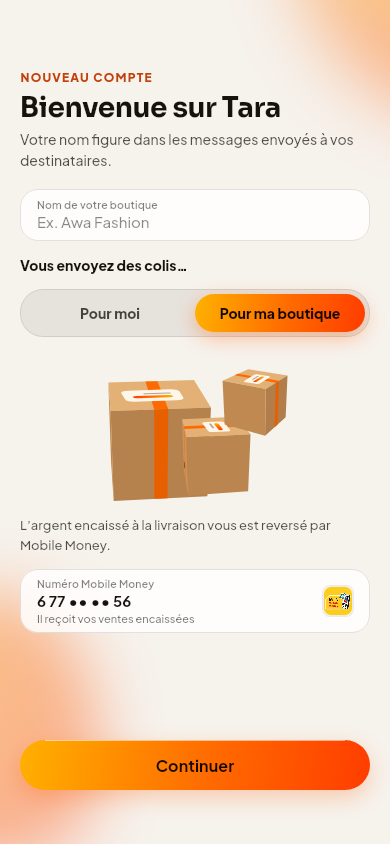 NOUVEAU COMPTE
Bienvenue sur Tara
Votre nom figure dans les messages envoyés à vos
destinataires.
Nom de votre boutique
Ex. Awa Fashion
Vous envoyez des colis…
Pour moi
Pour ma boutique
L'argent encaissé à la livraison vous est reversé par
Mobile Money.
Numéro Mobile Money
6 77 •• •• 56
Il reçoit vos ventes encaissées
Continuer